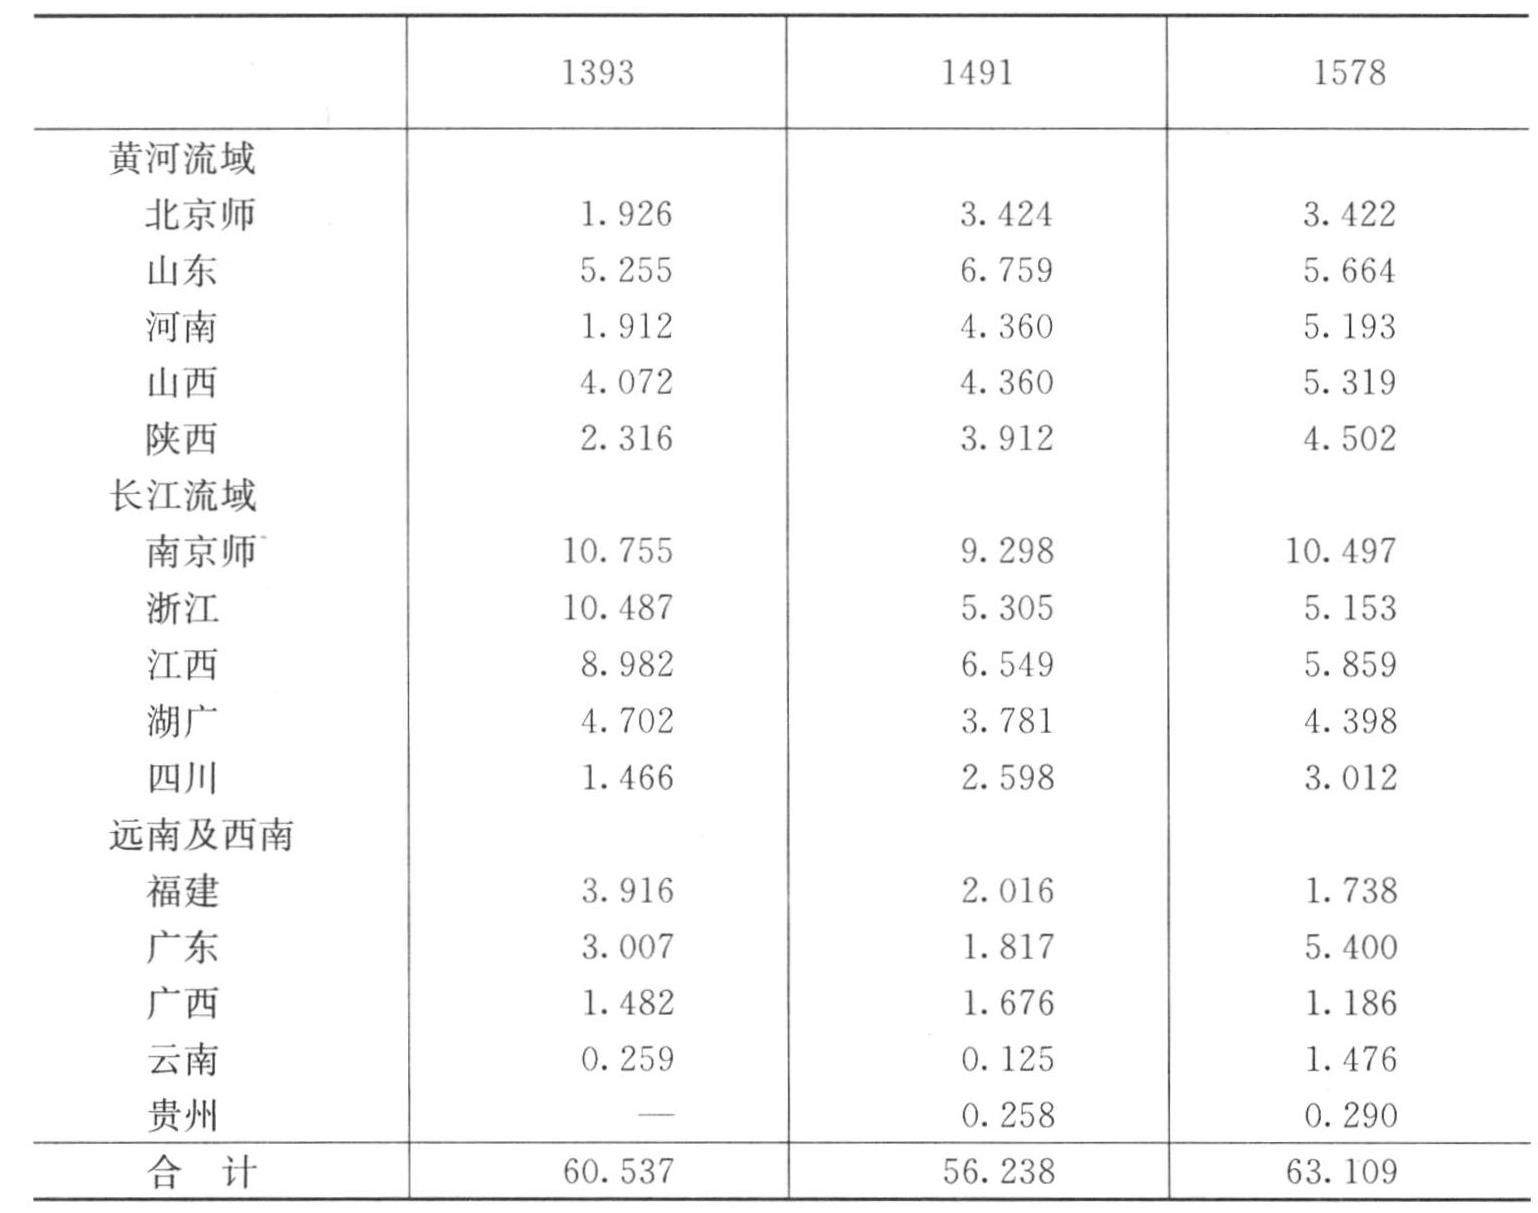 1393 1491 1578
黄河流域
北京师 1.926 3.424 3.422
山东 5.255 6.759 5.664
河南 1.912 4.360 5.193
山西 4.072 4.360 5.319
陕西 2.316 3.912 4.502
长江流域
南京师 10.755 9.298 10.497
浙江 10.487 5.305 5.153
江西 8.982 6.549 5.859
湖广 4.702 3.781 4.398
四川 1.466 2.598 3.012
远南及西南
福建 3.916 2.016 1.738
广东 3.007 1.817 5.400
广西 1.482 1.676 1.186
云南 0.259 0.125 1.476
贵州 — 0.258 0.290
合 计 60.537 56.238 63.109